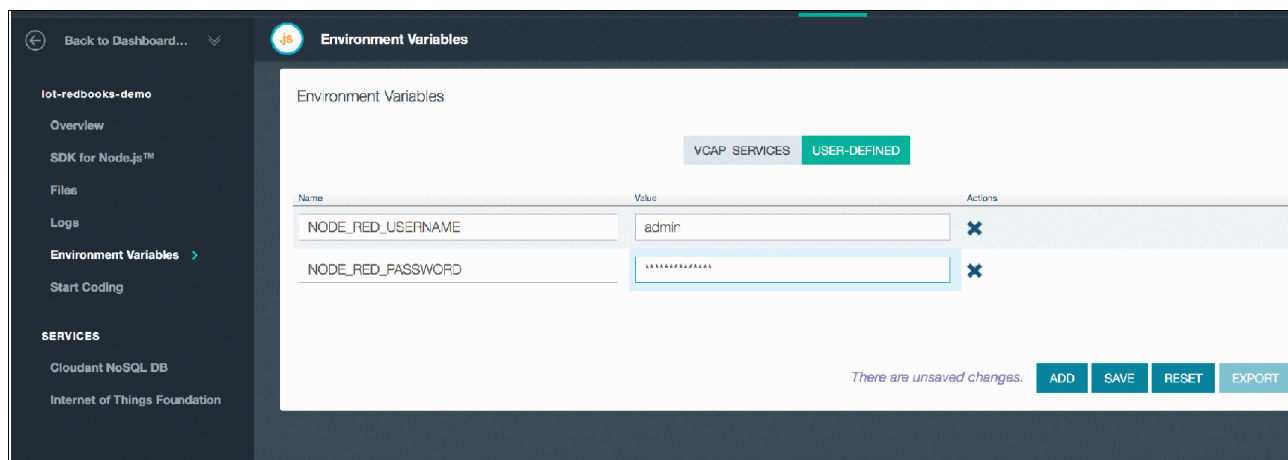 Back to Dashboard...
.js
Environment Variables
iot-redbooks-demo
Overview
SDK for Node.js™
Files
Logs
Environment Variables
Start Coding
SERVICES
Cloudant NoSQL DB
Internet of Things Foundation
Environment Variables
VCAP_SERVICES
USER-DEFINED
Name Value Actions
NODE_RED_USERNAME admin
NODE_RED_PASSWORD *************
There are unsaved changes. ADD SAVE RESET EXPORT